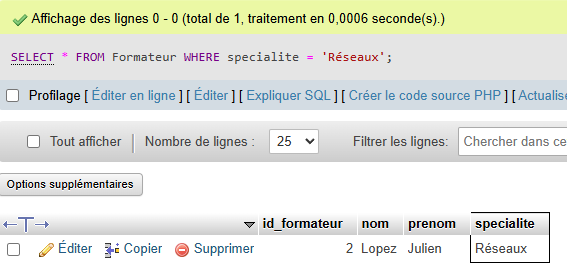 Affichage des lignes 0 - 0 (total de 1, traitement en 0,0006 seconde(s).)
SELECT * FROM Formateur WHERE specialite = 'Réseaux';
Profilage [ Éditer en ligne ] [ Éditer ] [ Expliquer SQL ] [ Créer le code source PHP ] [ Actualise
Tout afficher | Nombre de lignes : 25 Filtrer les lignes: Chercher dans ce
Options supplémentaires
←T→ id_formateur nom prenom specialite
Éditer Copier Supprimer 2 Lopez Julien Réseaux